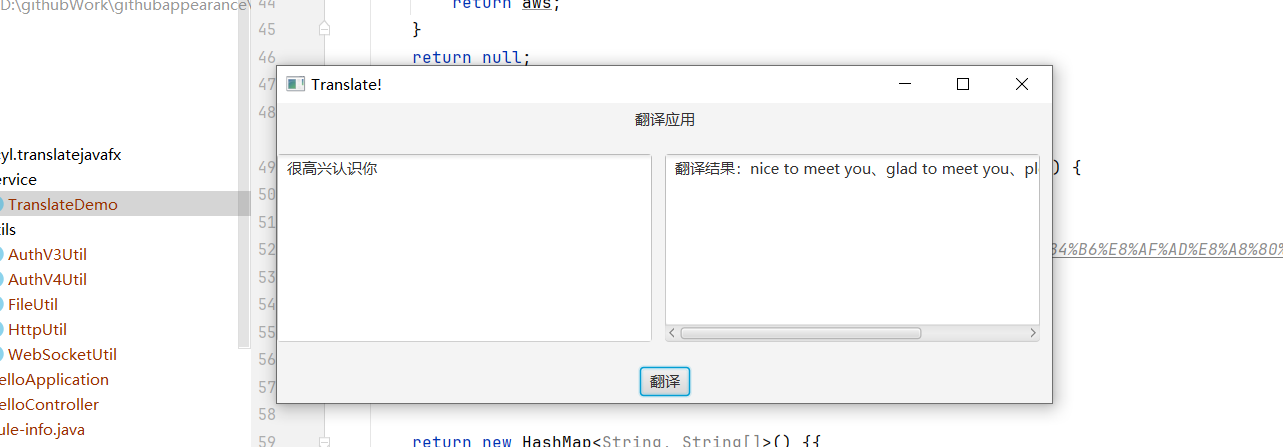 D:\githubWork\githubappearance\
cyl.translatejavafx
ervice
TranslateDemo
tils
AuthV3Util
AuthV4Util
FileUtil
HttpUtil
WebSocketUtil
elloApplication
elloController
ule-info.java
44 return aws;
45 }
46 return null;
47
48
49 ) {
50
51
52 34%B6%E8%AF%AD%E8%A8%80%
53
54
55
56
57
58
59 return new HashMap<String, String[]>() {{
Translate!
翻译应用
很高兴认识你
翻译结果：nice to meet you、glad to meet you、pl
翻译